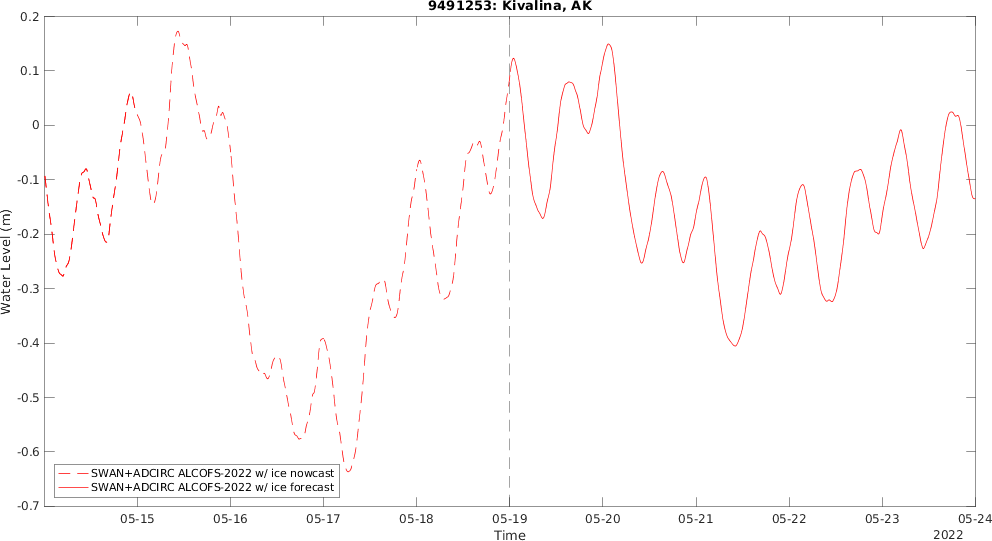 9491253: Kivalina, AK
0.2
0.1
0
-0.1
-0.2
-0.3
-0.4
-0.5
-0.6
-0.7
Water Level (m)
SWAN+ADCIRC ALCOFS-2022 w/ ice nowcast
SWAN+ADCIRC ALCOFS-2022 w/ ice forecast
05-15 05-16 05-17 05-18 05-19 05-20 05-21 05-22 05-23 05-24
Time
2022